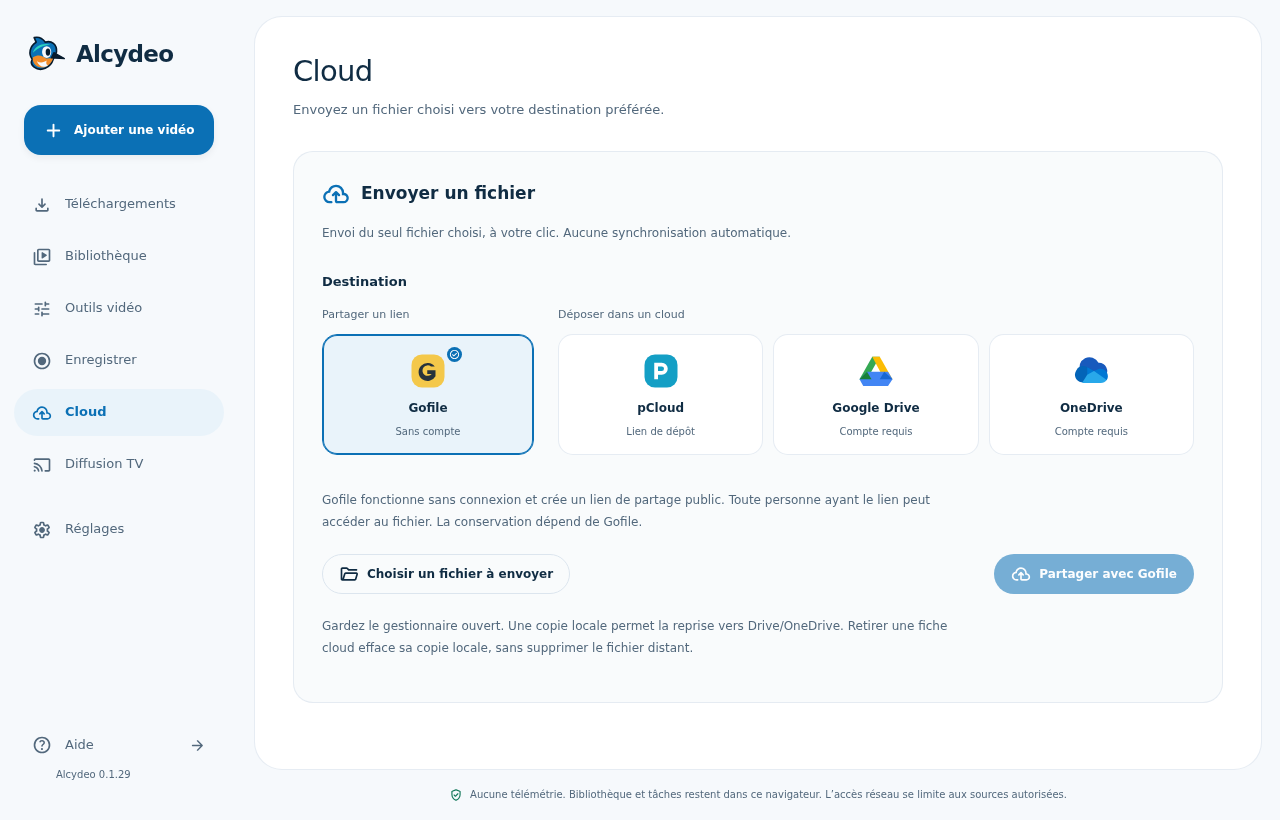 Alcydeo
Ajouter une vidéo
Téléchargements
Bibliothèque
Outils vidéo
Enregistrer
Cloud
Diffusion TV
Réglages
Aide
Alcydeo 0.1.29
Cloud
Envoyez un fichier choisi vers votre destination préférée.
Envoyer un fichier
Envoi du seul fichier choisi, à votre clic. Aucune synchronisation automatique.
Destination
Partager un lien
Déposer dans un cloud
G
Gofile
Sans compte
P
pCloud
Lien de dépôt
Google Drive
Compte requis
OneDrive
Compte requis
Gofile fonctionne sans connexion et crée un lien de partage public. Toute personne ayant le lien peut
accéder au fichier. La conservation dépend de Gofile.
Choisir un fichier à envoyer
Partager avec Gofile
Gardez le gestionnaire ouvert. Une copie locale permet la reprise vers Drive/OneDrive. Retirer une fiche
cloud efface sa copie locale, sans supprimer le fichier distant.
Aucune télémétrie. Bibliothèque et tâches restent dans ce navigateur. L’accès réseau se limite aux sources autorisées.